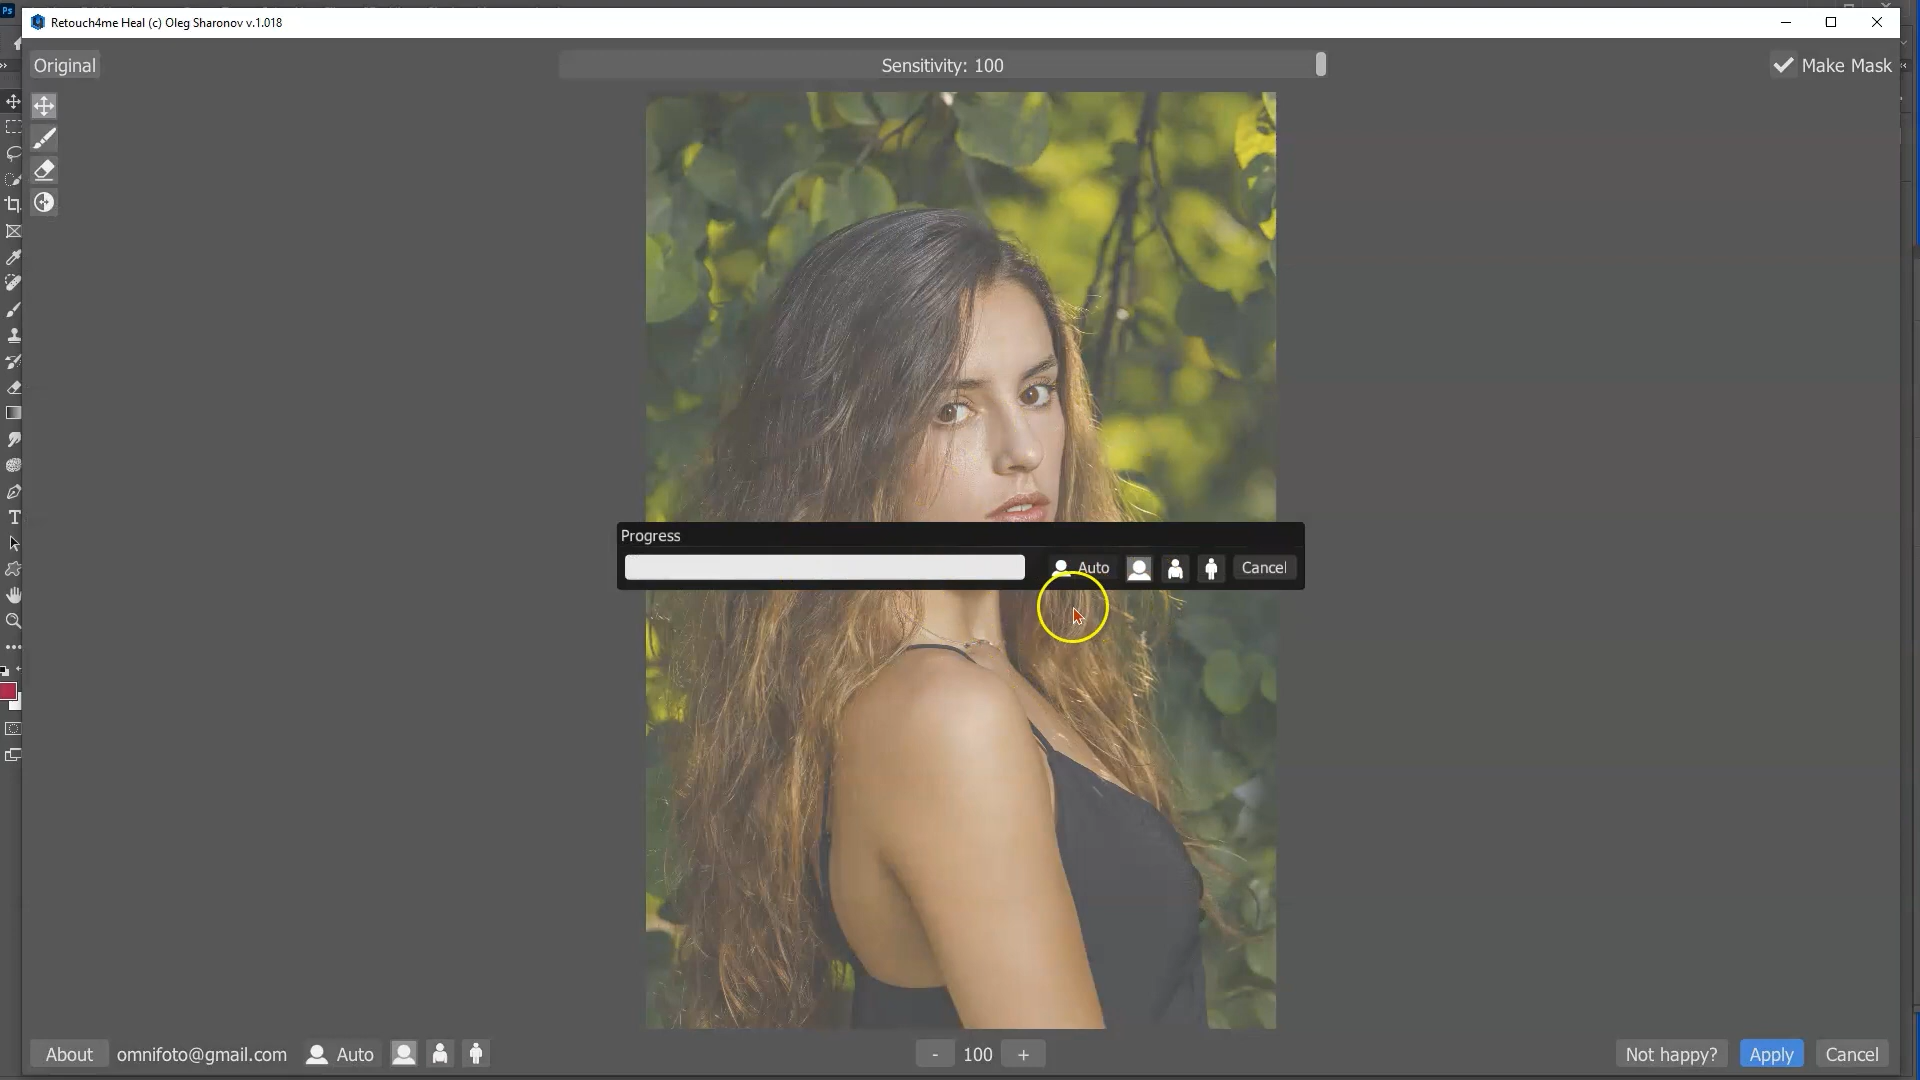 Ps
Retouch4me Heal (c) Oleg Sharonov v.1.018
Original
Sensitivity: 100
Make Mask
Progress
Auto
Cancel
About
omnifoto@gmail.com
Auto
-
100
+
Not happy?
Apply
Cancel